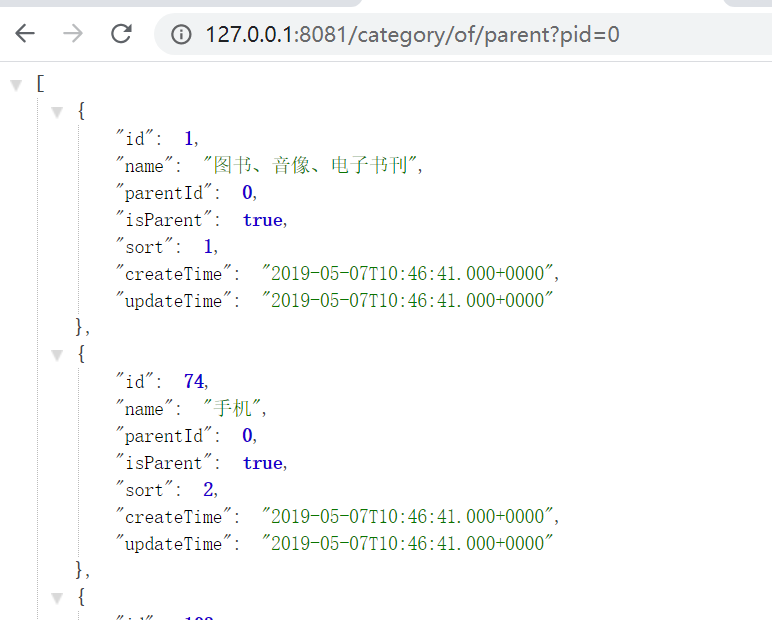 127.0.0.1:8081/category/of/parent?pid=0
[
{
"id": 1,
"name": "图书、音像、电子书刊",
"parentId": 0,
"isParent": true,
"sort": 1,
"createTime": "2019-05-07T10:46:41.000+0000",
"updateTime": "2019-05-07T10:46:41.000+0000"
},
{
"id": 74,
"name": "手机",
"parentId": 0,
"isParent": true,
"sort": 2,
"createTime": "2019-05-07T10:46:41.000+0000",
"updateTime": "2019-05-07T10:46:41.000+0000"
},
{